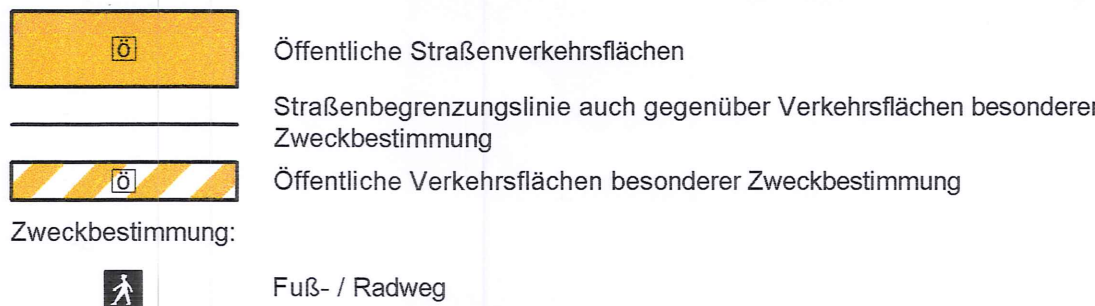 Ö Öffentliche Straßenverkehrsflächen
Straßenbegrenzungslinie auch gegenüber Verkehrsflächen besonderer
Zweckbestimmung
Ö Öffentliche Verkehrsflächen besonderer Zweckbestimmung
Zweckbestimmung:
Fuß- / Radweg